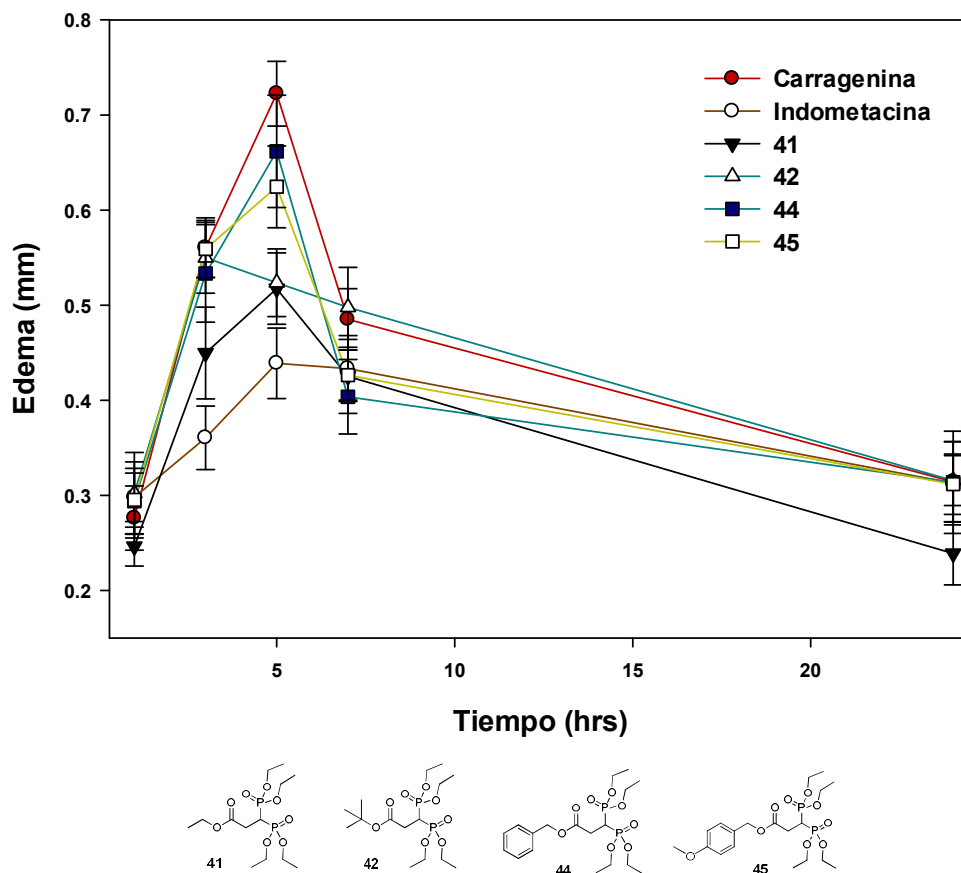 0.8
0.7
0.6
0.5
0.4
0.3
0.2
Edema (mm)
Carragenina
Indometacina
41
42
44
45
5
10
15
20
Tiempo (hrs)
O
O
O
P
O
O
O
P
O
O
O
41
O
O
O
P
O
O
O
P
O
O
O
42
O
O
O
P
O
O
O
P
O
O
O
44
O
O
O
P
O
O
O
P
O
O
O
O
45